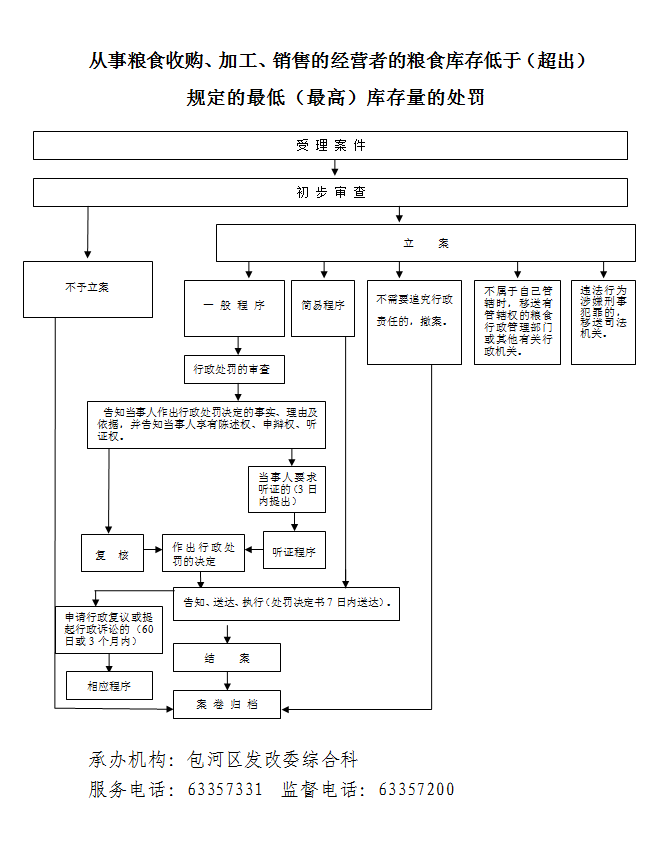 从事粮食收购、加工、销售的经营者的粮食库存低于（超出）
规定的最低（最高）库存量的处罚
受 理 案 件
初 步 审 查
立 案
不予立案
一 般 程 序
简易程序
不需要追究行政
责任的，撤案。
不属于自己管
辖时，移送有
管辖权的粮食
行政管理部门
或其他有关行
政机关。
违法行为
涉嫌刑事
犯罪的，
移送司法
机关。
行政处罚的审查
告知当事人作出行政处罚决定的事实、理由及
依据，并告知当事人享有陈述权、申辩权、听
证权。
当事人要求
听证的（3 日
内提出）
复 核
作出行政处
罚的决定
听证程序
告知、送达、执行（处罚决定书 7 日内送达）。
申请行政复议或提
起行政诉讼的（60
日或 3 个月内）
结 案
相应程序
案 卷 归 档
承办机构：包河区发改委综合科
服务电话：63357331 监督电话：63357200